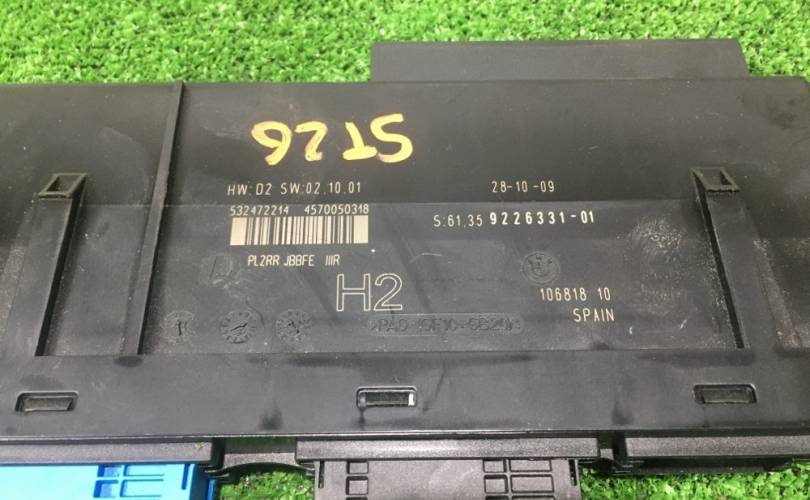 ST26
HW:02 SW:02.10.01
28-10-09
532472214 4570050318
S:61.35 9226331-01
PL2RR JBBFE IIIR
H2
106818 10
SPAIN